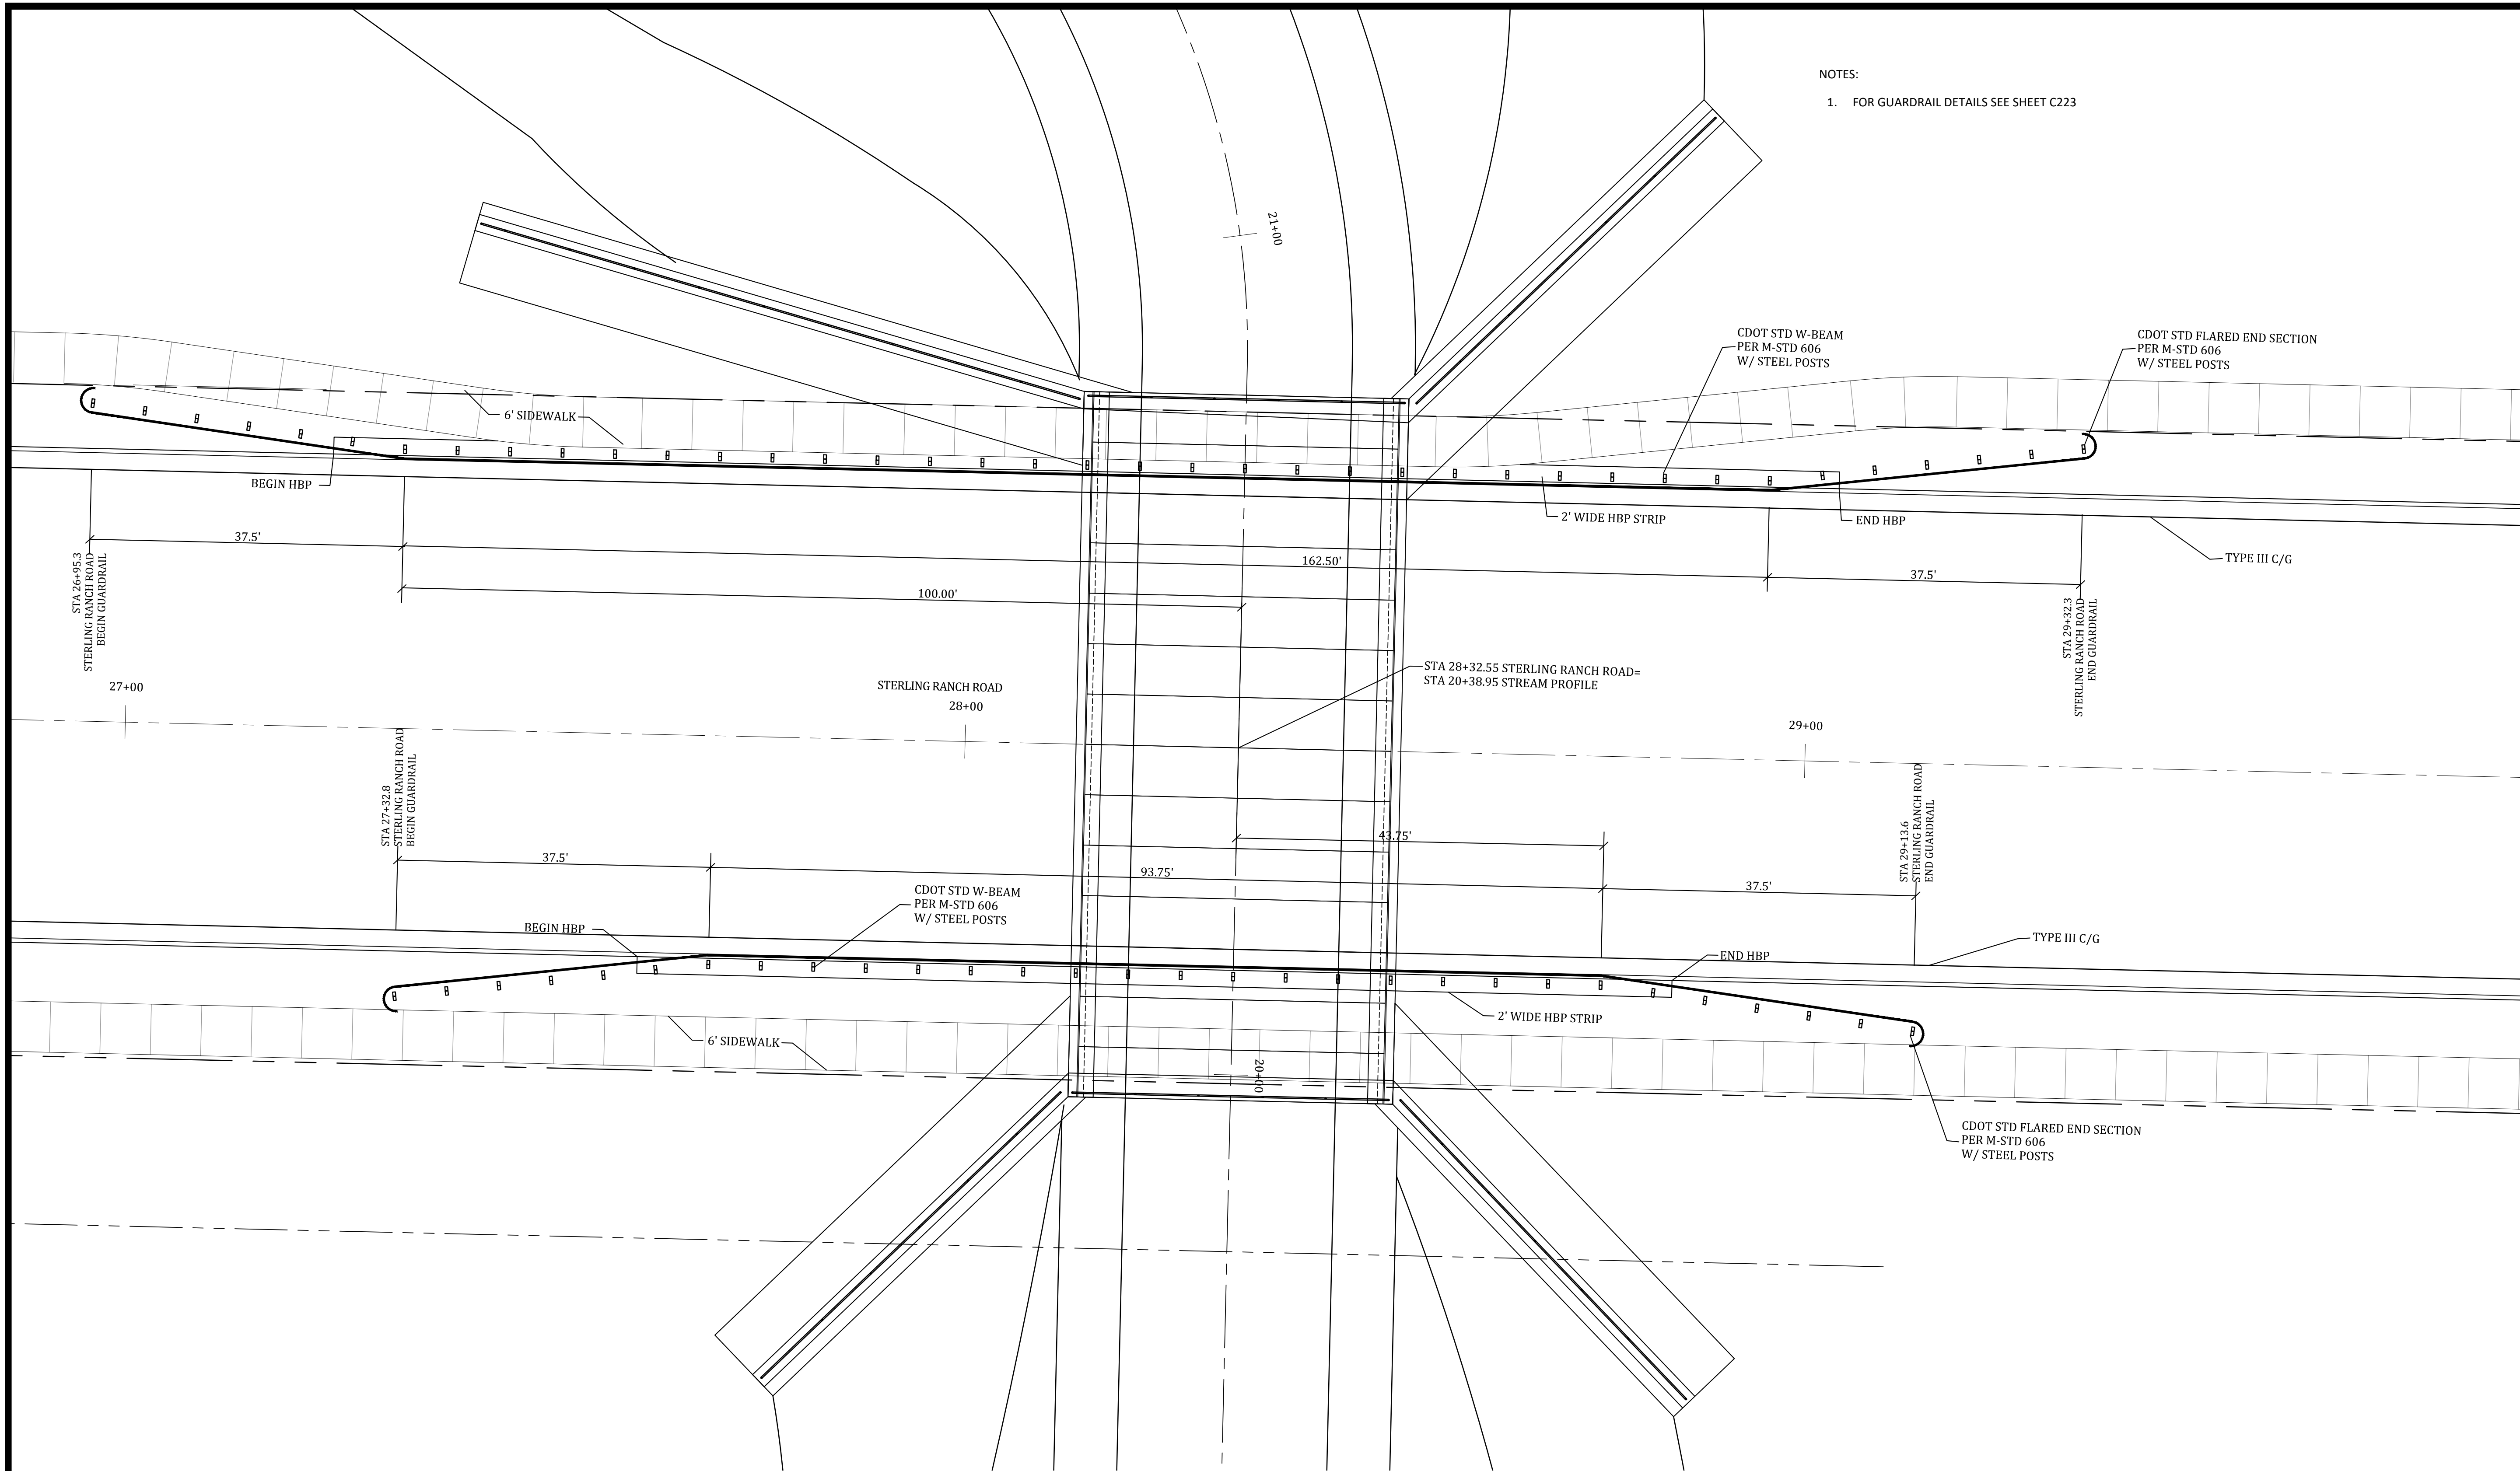 NOTES:
1. FOR GUARDRAIL DETAILS SEE SHEET C223
21+00
CDOT STD W-BEAM
PER M-STD 606
W/ STEEL POSTS
CDOT STD FLARED END SECTION
PER M-STD 606
W/ STEEL POSTS
6' SIDEWALK
BEGIN HBP
2' WIDE HBP STRIP
END HBP
TYPE III C/G
37.5'
162.50'
37.5'
100.00'
STA 26+95.3
STERLING RANCH ROAD
BEGIN GUARDRAIL
STA 29+32.3
STERLING RANCH ROAD
END GUARDRAIL
STA 28+32.55 STERLING RANCH ROAD=
STA 20+38.95 STREAM PROFILE
27+00
STERLING RANCH ROAD
28+00
29+00
STA 27+32.8
STERLING RANCH ROAD
BEGIN GUARDRAIL
STA 29+13.6
STERLING RANCH ROAD
END GUARDRAIL
43.75'
37.5'
93.75'
37.5'
CDOT STD W-BEAM
PER M-STD 606
W/ STEEL POSTS
BEGIN HBP
END HBP
TYPE III C/G
2' WIDE HBP STRIP
6' SIDEWALK
20+00
CDOT STD FLARED END SECTION
PER M-STD 606
W/ STEEL POSTS